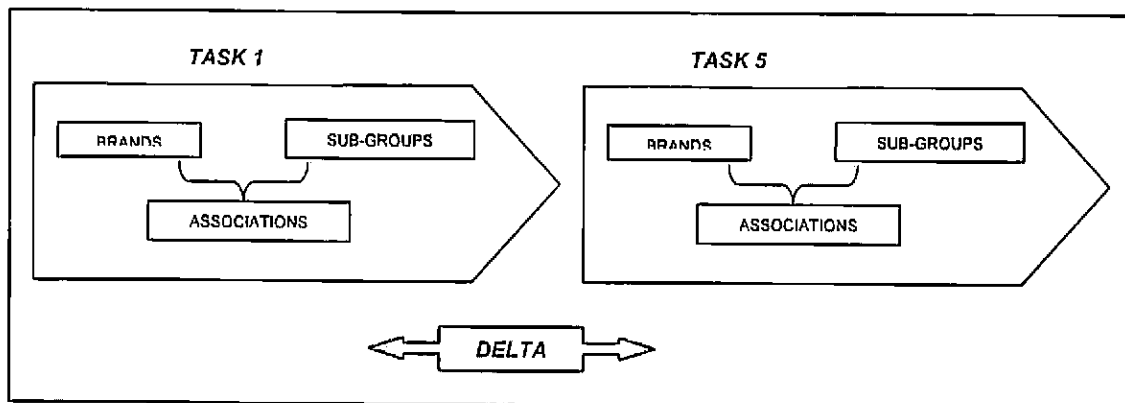 TASK 1
BRANDS
SUB-GROUPS
ASSOCIATIONS
TASK 5
BRANDS
SUB-GROUPS
ASSOCIATIONS
DELTA